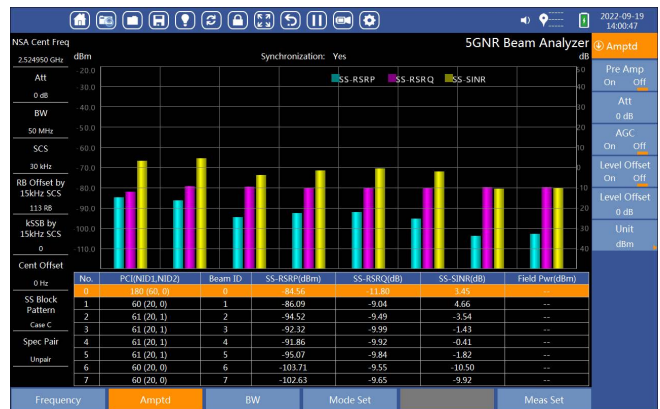 2022-09-19
14:00:47
NSA Cent Freq
2.524950 GHz
Att
0 dB
BW
50 MHz
SCS
30 kHz
RB Offset by
15kHz SCS
113 RB
kSSB by
15kHz SCS
0
Cent Offset
0 Hz
SS Block
Pattern
Case C
Spec Pair
Unpair
5GNR Beam Analyzer
dBm Synchronization: Yes dB
SS-RSRP SS-RSRQ SS-SINR
-20.0 50
-30.0
-40.0 30
-50.0 20
-60.0 10
-70.0 0
-80.0 10
-90.0 20
-100.0 30
-110.0 40
No. PCI(NID1,NID2) Beam ID SS-RSRP(dBm) SS-RSRQ(dB) SS-SINR(dB) Field Pwr(dBm)
0 180 (60, 0) 0 -84.56 -11.80 3.45 --
1 60 (20, 0) 1 -86.09 -9.04 4.66 --
2 61 (20, 1) 2 -94.52 -9.49 -3.54 --
3 61 (20, 1) 3 -92.32 -9.99 -1.43 --
4 61 (20, 1) 4 -91.86 -9.92 -0.41 --
5 61 (20, 1) 5 -95.07 -9.84 -1.82 --
6 60 (20, 0) 6 -103.71 -9.55 -10.50 --
7 60 (20, 0) 7 -102.63 -9.65 -9.92 --
Amptd
Pre Amp
On Off
Att
0 dB
AGC
On Off
Level Offset
On Off
Level Offset
0 dB
Unit
dBm
Frequency Amptd BW Mode Set Meas Set